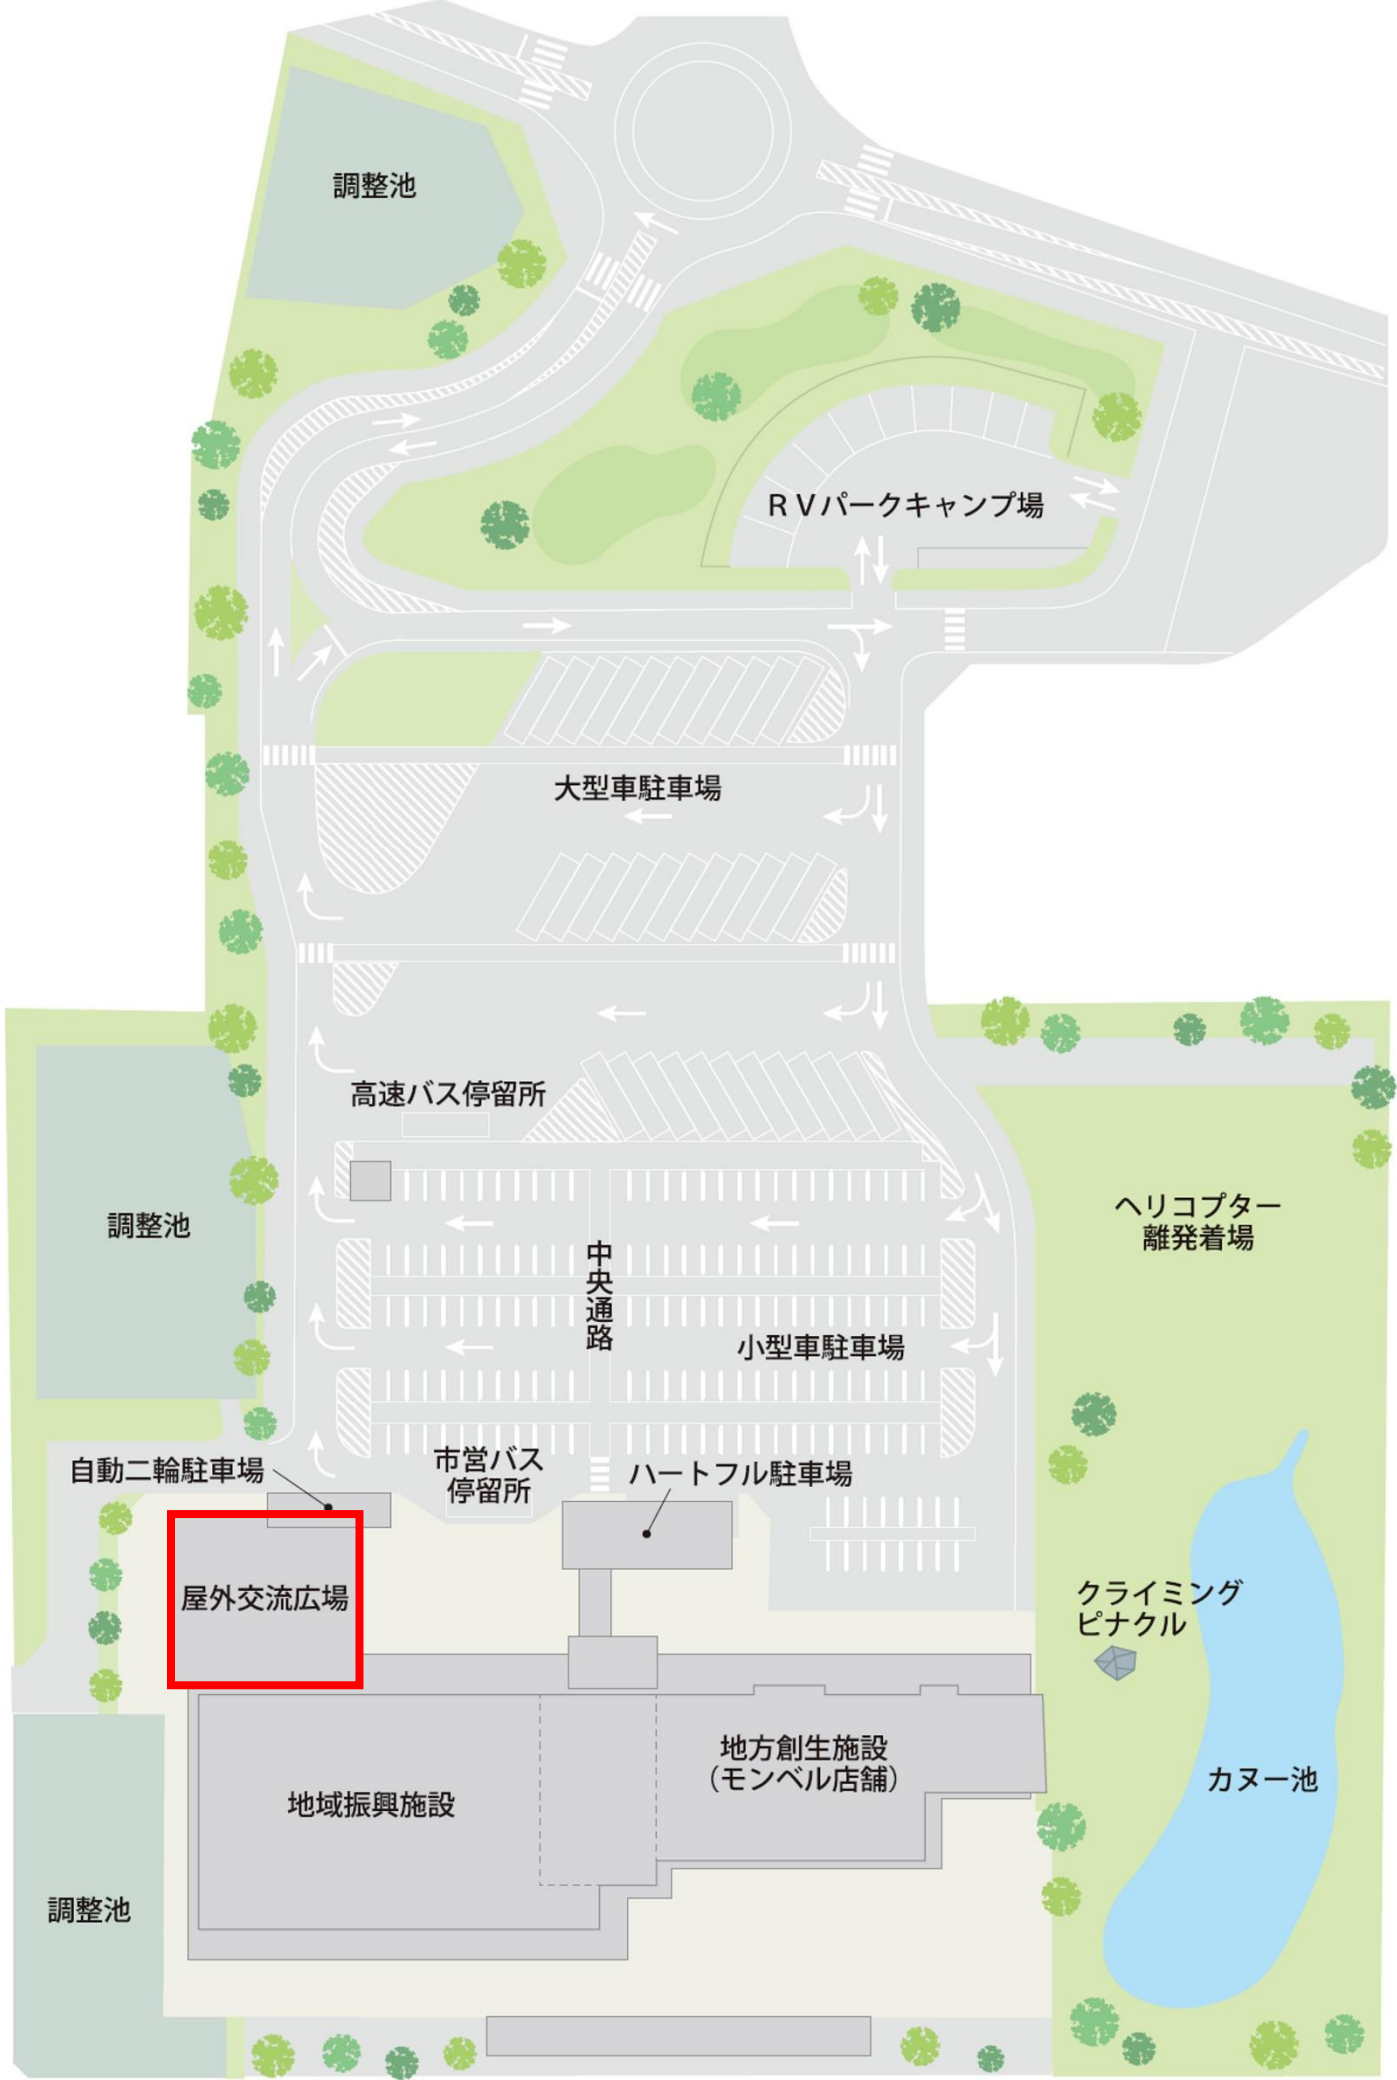 調整池
RVパークキャンプ場
大型車駐車場
高速バス停留所
調整池
ヘリコプター
離発着場
中央通路
小型車駐車場
自動二輪駐車場
市営バス
停留所
ハートフル駐車場
屋外交流広場
クライミング
ピナクル
地方創生施設
(モンベル店舗)
カヌー池
地域振興施設
調整池